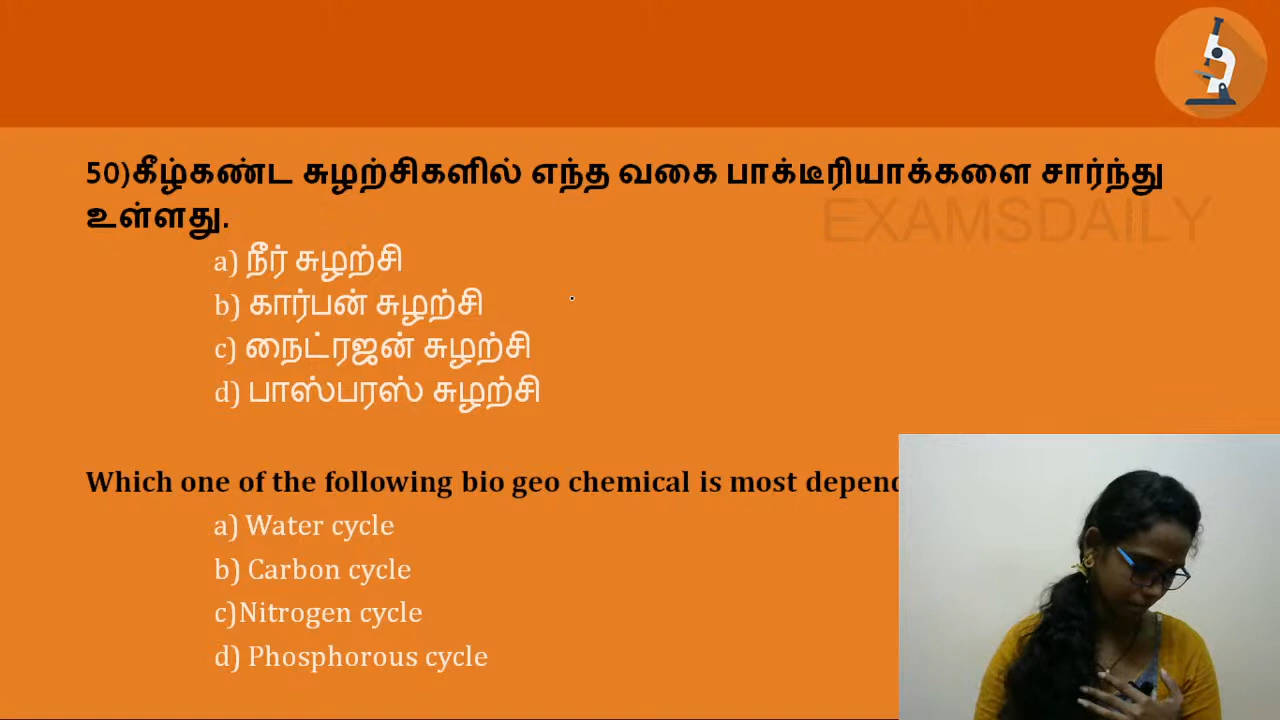 50)கீழ்கண்ட சுழற்சிகளில் எந்த வகை பாக்டீரியாக்களை சார்ந்து
உள்ளது.
EXAMSDAILY
a) நீர் சுழற்சி
b) கார்பன் சுழற்சி
c) நைட்ரஜன் சுழற்சி
d) பாஸ்பரஸ் சுழற்சி
Which one of the following bio geo chemical is most depend
a) Water cycle
b) Carbon cycle
c)Nitrogen cycle
d) Phosphorous cycle